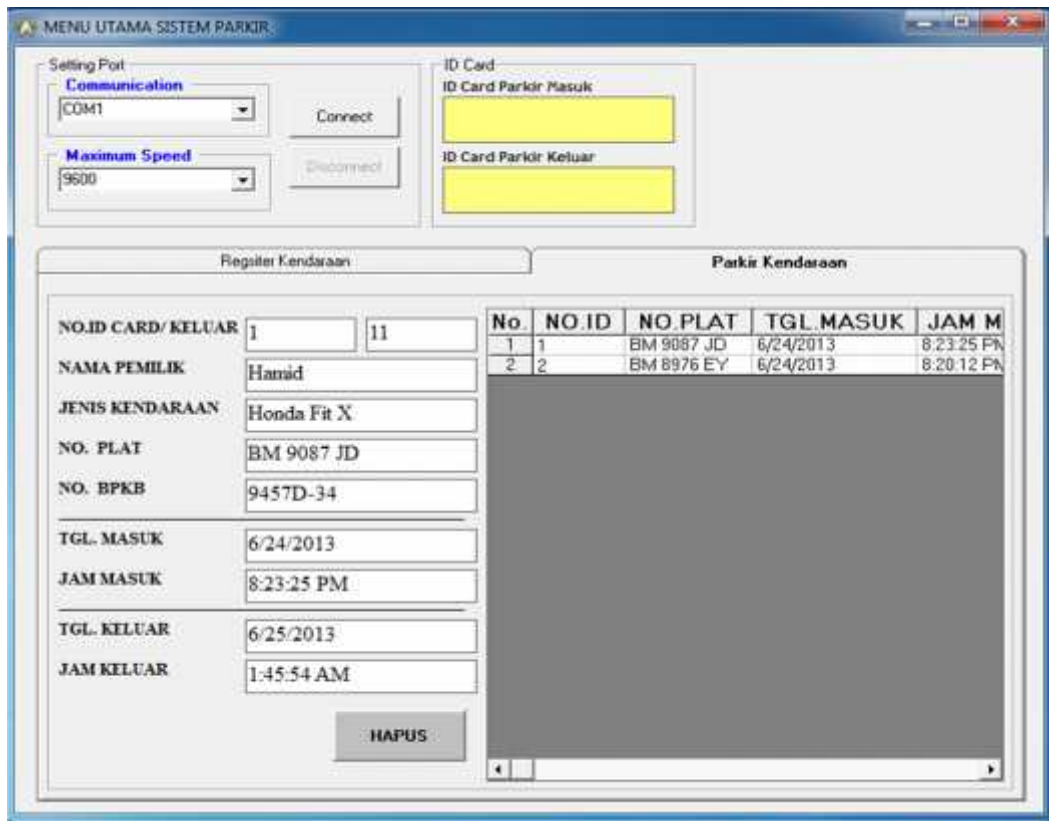 MENU UTAMA SISTEM PARKIR
Setting Port
Communication
COM1
Connect
Maximum Speed
9600
Disconnect
ID Card
ID Card Parkir Masuk
ID Card Parkir Keluar
Regsiter Kendaraan
Parkir Kendaraan
NO.ID CARD/ KELUAR 1 11
NAMA PEMILIK Hamid
JENIS KENDARAAN Honda Fit X
NO. PLAT BM 9087 JD
NO. BPKB 9457D-34
TGL. MASUK 6/24/2013
JAM MASUK 8:23:25 PM
TGL. KELUAR 6/25/2013
JAM KELUAR 1:45:54 AM
HAPUS
No. NO.ID NO.PLAT TGL.MASUK JAM M
1 1 BM 9087 JD 6/24/2013 8:23:25 PM
2 2 BM 8976 EY 6/24/2013 8:20:12 PM